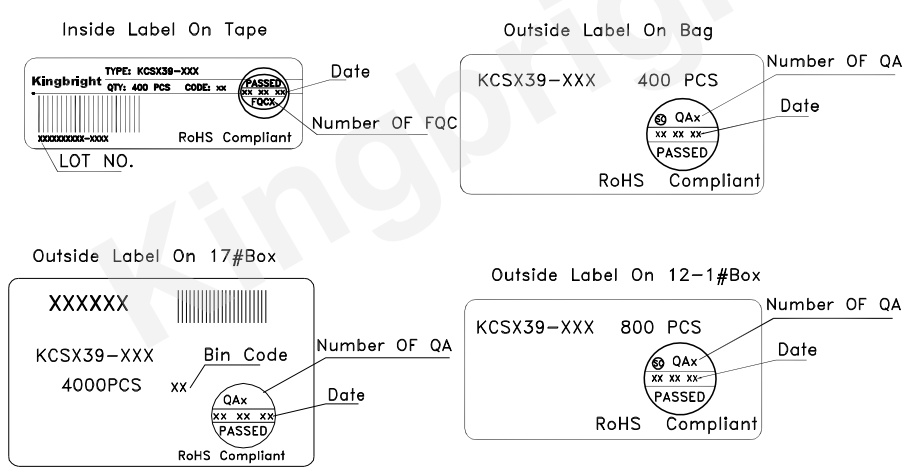 Inside Label On Tape
Kingbright
TYPE: KCSX39-XXX
QTY: 400 PCS CODE: xx
PASSED
xx xx xx
FQCX
xxxxxxxxxx-xxxx
RoHS Compliant
Date
Number OF FQC
LOT NO.
Outside Label On Bag
KCSX39-XXX 400 PCS
SC QAx
xx xx xx
PASSED
RoHS Compliant
Number OF QA
Date
Outside Label On 17#Box
XXXXXX
KCSX39-XXX
4000PCS
Bin Code
xx
QAx
xx xx xx
PASSED
RoHS Compliant
Number OF QA
Date
Outside Label On 12-1#Box
KCSX39-XXX 800 PCS
SC QAx
xx xx xx
PASSED
RoHS Compliant
Number OF QA
Date
Kingbright